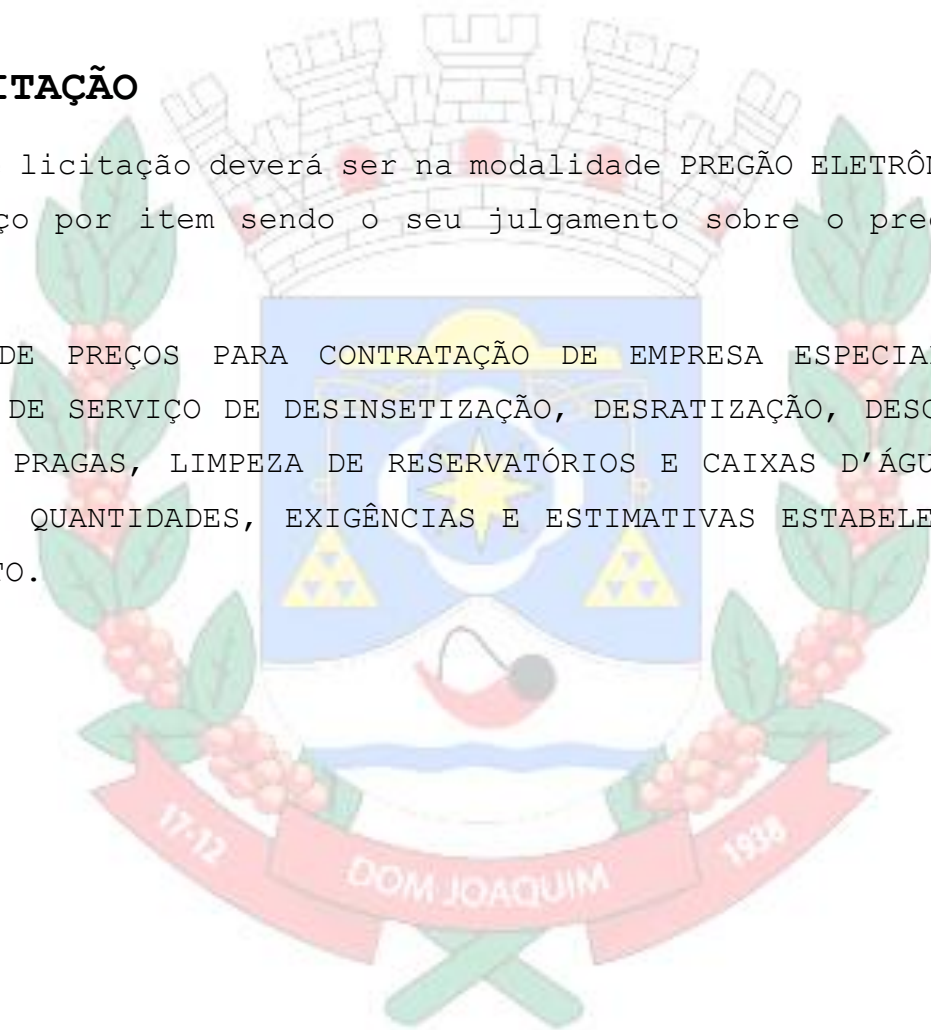 ITAÇÃO
licitação deverá ser na modalidade PREGÃO ELETRÔN
ço por item sendo o seu julgamento sobre o preç
DE PREÇOS PARA CONTRATAÇÃO DE EMPRESA ESPECIAL
DE SERVIÇO DE DESINSETIZAÇÃO, DESRATIZAÇÃO, DESC
PRAGAS, LIMPEZA DE RESERVATÓRIOS E CAIXAS D’ÁGU
QUANTIDADES, EXIGÊNCIAS E ESTIMATIVAS ESTABELE
TO.
17-12
DOM JOAQUIM
1938